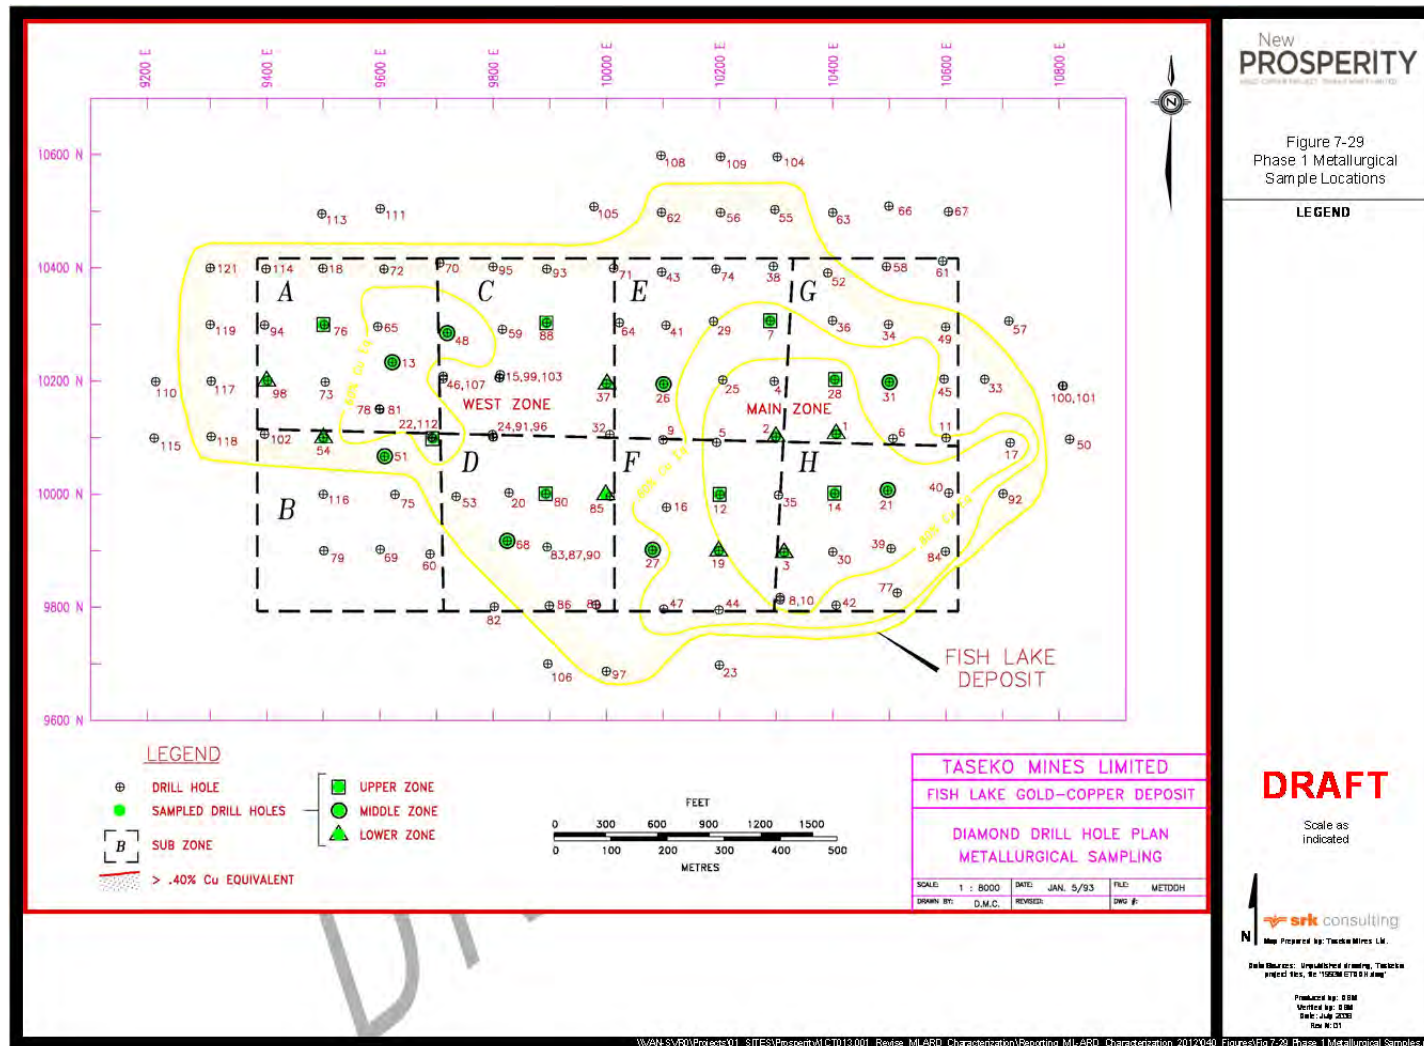 9200 E
9400 E
9600 E
9800 E
10000 E
10200 E
10400 E
10600 E
10800 E
10600 N
10400 N
10200 N
10000 N
9800 N
9600 N
108 109 104
113 111 105 62 56 55 63 66 67
121 114 18 72 70 95 93 71 43 74 38 52 58 61
A C E G
119 94 76 65 48 59 88 64 41 29 7 36 34 49 57
13
110 117 98 73 46,107 15,99,103 37 26 25 4 28 31 45 33 100,101
WEST ZONE
MAIN ZONE
78 81
22,112 24,91,96 32 9 5 2 1 6 11
115 118 102 54 51 17 50
B D F H
116 75 53 20 80 85 16 12 35 14 21 40 92
79 69 60 68 83,87,90 27 19 3 30 39 84
77
82 86 47 44 8,10 42
106 97 23
FISH LAKE
DEPOSIT
LEGEND
DRILL HOLE
SAMPLED DRILL HOLES
B SUB ZONE
> .40% Cu EQUIVALENT
UPPER ZONE
MIDDLE ZONE
LOWER ZONE
FEET
0 300 600 900 1200 1500
0 100 200 300 400 500
METRES
TASEKO MINES LIMITED
FISH LAKE GOLD-COPPER DEPOSIT
DIAMOND DRILL HOLE PLAN
METALLURGICAL SAMPLING
SCALE: 1 : 8000 DATE: JAN. 5/93 FILE: METDDH
DRAWN BY: D.M.C. REVISED: DWG #:
New
PROSPERITY
Figure 7-29
Phase 1 Metallurgical
Sample Locations
LEGEND
DRAFT
Scale as
indicated
N
srk consulting
Map Prepared by: Taseko Mines Ltd.
Rev #: 01